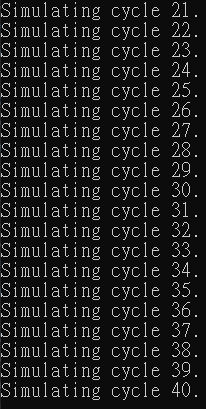 Simulating cycle 21.
Simulating cycle 22.
Simulating cycle 23.
Simulating cycle 24.
Simulating cycle 25.
Simulating cycle 26.
Simulating cycle 27.
Simulating cycle 28.
Simulating cycle 29.
Simulating cycle 30.
Simulating cycle 31.
Simulating cycle 32.
Simulating cycle 33.
Simulating cycle 34.
Simulating cycle 35.
Simulating cycle 36.
Simulating cycle 37.
Simulating cycle 38.
Simulating cycle 39.
Simulating cycle 40.